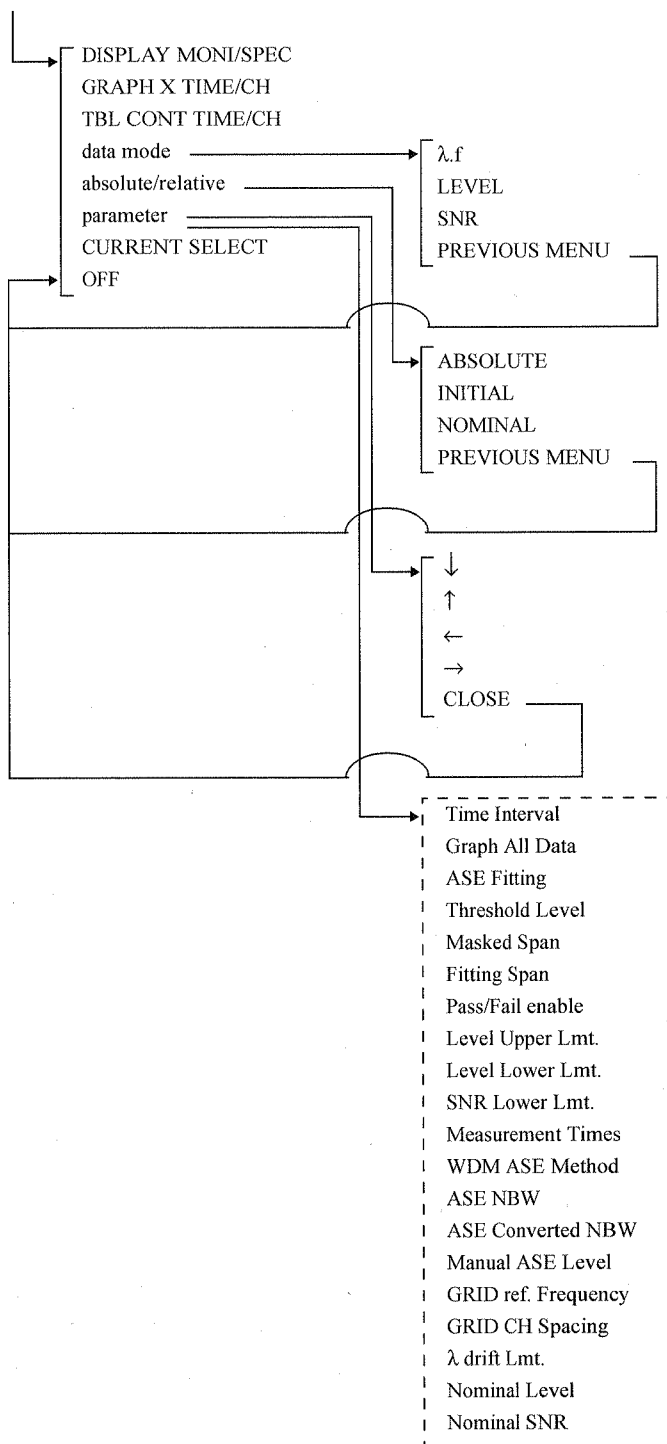 DISPLAY MONI/SPEC
GRAPH X TIME/CH
TBL CONT TIME/CH
data mode
absolute/relative
parameter
CURRENT SELECT
OFF
λ.f
LEVEL
SNR
PREVIOUS MENU
ABSOLUTE
INITIAL
NOMINAL
PREVIOUS MENU
↓
↑
←
→
CLOSE
Time Interval
Graph All Data
ASE Fitting
Threshold Level
Masked Span
Fitting Span
Pass/Fail enable
Level Upper Lmt.
Level Lower Lmt.
SNR Lower Lmt.
Measurement Times
WDM ASE Method
ASE NBW
ASE Converted NBW
Manual ASE Level
GRID ref. Frequency
GRID CH Spacing
λ drift Lmt.
Nominal Level
Nominal SNR